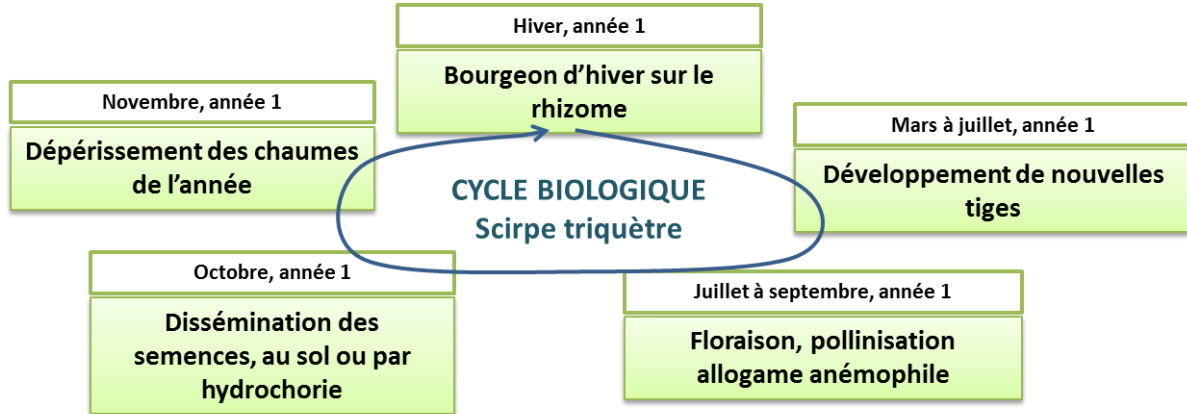 Hiver, année 1
Bourgeon d'hiver sur le
rhizome
Mars à juillet, année 1
Développement de nouvelles
tiges
Juillet à septembre, année 1
Floraison, pollinisation
allogame anémophile
Octobre, année 1
Dissémination des
semences, au sol ou par
hydrochorie
Novembre, année 1
Dépérissement des chaumes
de l'année
CYCLE BIOLOGIQUE
Scirpe triquètre